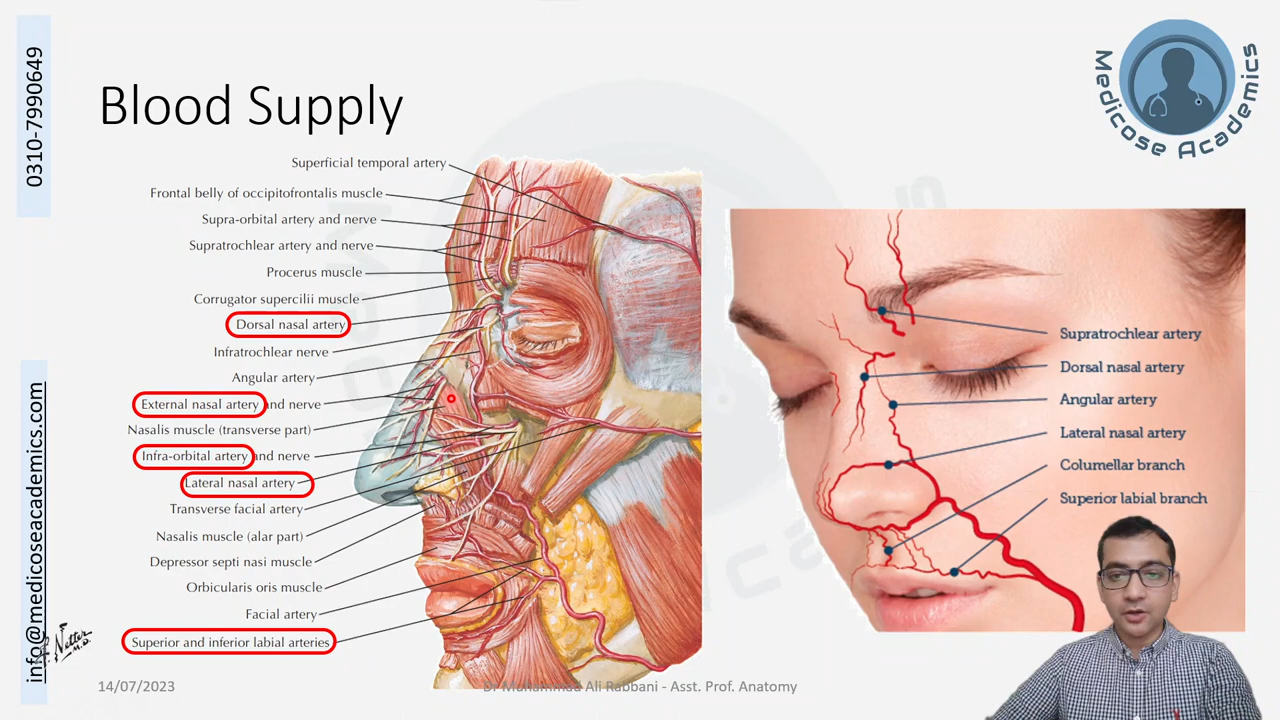 0310-7990649
info@medicoseacademics.com
Medicose Academics
Blood Supply
Superficial temporal artery
Frontal belly of occipitofrontalis muscle
Supra-orbital artery and nerve
Supratrochlear artery and nerve
Procerus muscle
Corrugator supercilii muscle
Dorsal nasal artery
Infratrochlear nerve
Angular artery
External nasal artery and nerve
Nasalis muscle (transverse part)
Infra-orbital artery and nerve
Lateral nasal artery
Transverse facial artery
Nasalis muscle (alar part)
Depressor septi nasi muscle
Orbicularis oris muscle
Facial artery
Superior and inferior labial arteries
Netter
M.D.
Supratrochlear artery
Dorsal nasal artery
Angular artery
Lateral nasal artery
Columellar branch
Superior labial branch
14/07/2023
Dr Muhammad Ali Rabbani - Asst. Prof. Anatomy